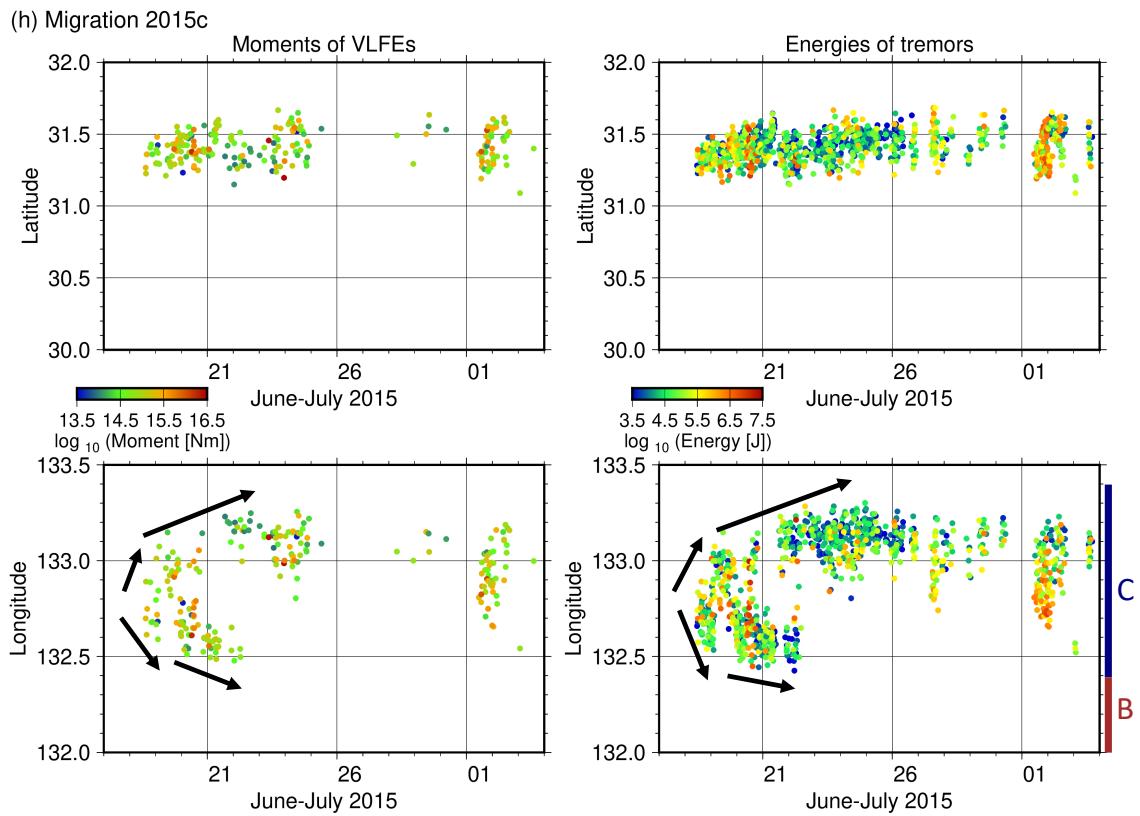 (h) Migration 2015c
Moments of VLFEs
Energies of tremors
32.0
31.5
31.0
30.5
30.0
Latitude
21
26
01
June-July 2015
32.0
31.5
31.0
30.5
30.0
Latitude
21
26
01
June-July 2015
13.5 14.5 15.5 16.5
log 10 (Moment [Nm])
3.5 4.5 5.5 6.5 7.5
log 10 (Energy [J])
133.5
133.0
132.5
132.0
Longitude
21
26
01
June-July 2015
133.5
133.0
132.5
132.0
Longitude
21
26
01
June-July 2015
C
B